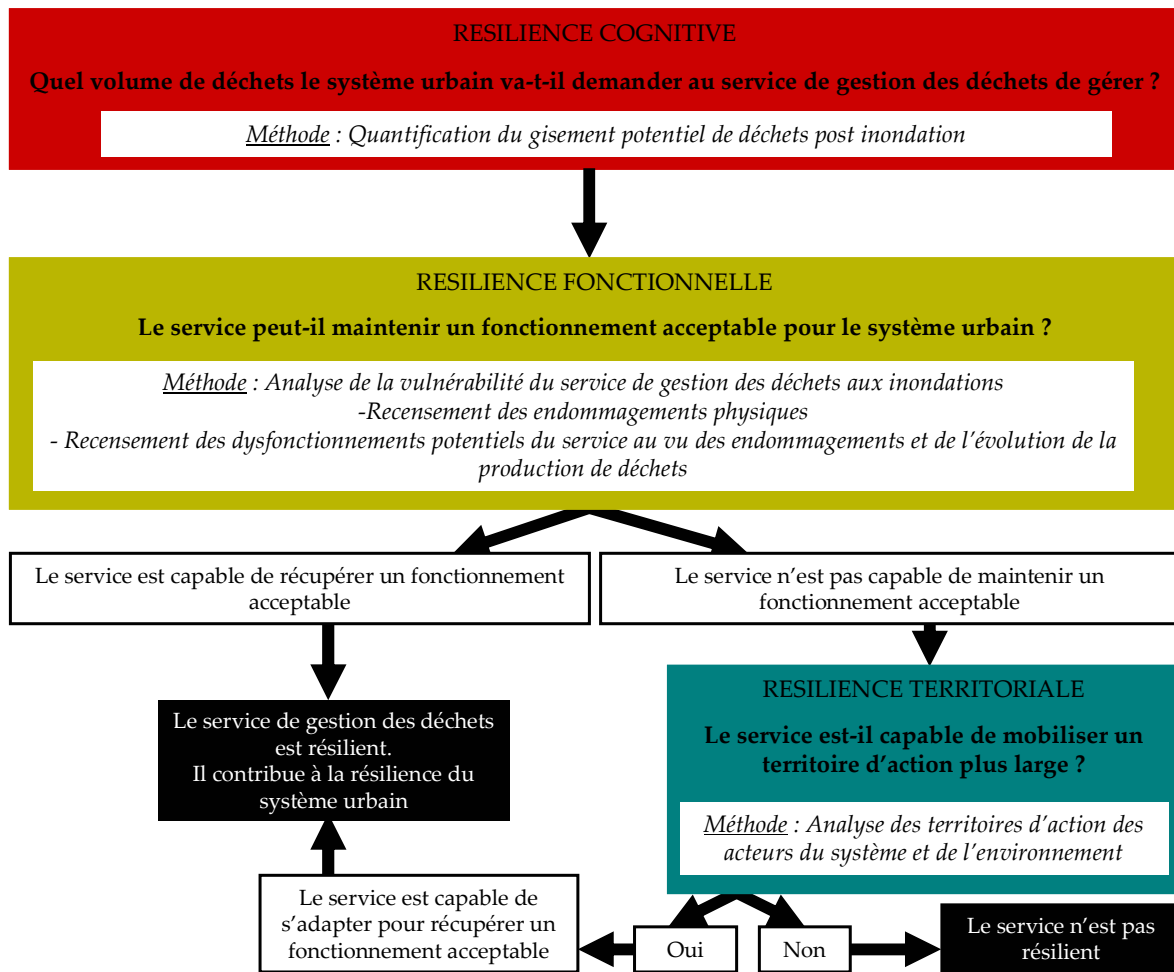 RESILIENCE COGNITIVE
Quel volume de déchets le système urbain va-t-il demander au service de gestion des déchets de gérer ?
Méthode : Quantification du gisement potentiel de déchets post inondation
RESILIENCE FONCTIONNELLE
Le service peut-il maintenir un fonctionnement acceptable pour le système urbain ?
Méthode : Analyse de la vulnérabilité du service de gestion des déchets aux inondations
-Recensement des endommagements physiques
- Recensement des dysfonctionnements potentiels du service au vu des endommagements et de l'évolution de la
production de déchets
Le service est capable de récupérer un fonctionnement
acceptable
Le service n'est pas capable de maintenir un
fonctionnement acceptable
Le service de gestion des déchets
est résilient.
Il contribue à la résilience du
système urbain
RESILIENCE TERRITORIALE
Le service est-il capable de mobiliser un
territoire d'action plus large ?
Méthode : Analyse des territoires d'action des
acteurs du système et de l'environnement
Le service est capable de
s'adapter pour récupérer un
fonctionnement acceptable
Oui
Non
Le service n'est pas
résilient